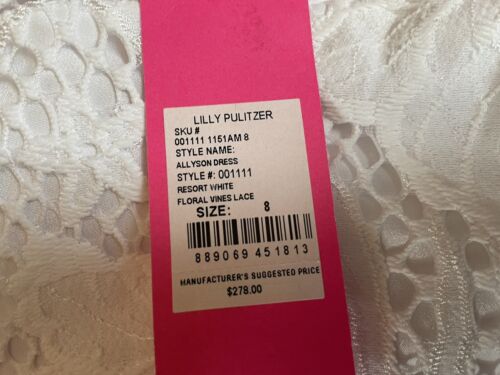 LILLY PULITZER
SKU #
001111 1151AM 8
STYLE NAME:
ALLYSON DRESS
STYLE #: 001111
RESORT WHITE
FLORAL VINES LACE
SIZE: 8
889069 451813
MANUFACTURER'S SUGGESTED PRICE
$278.00